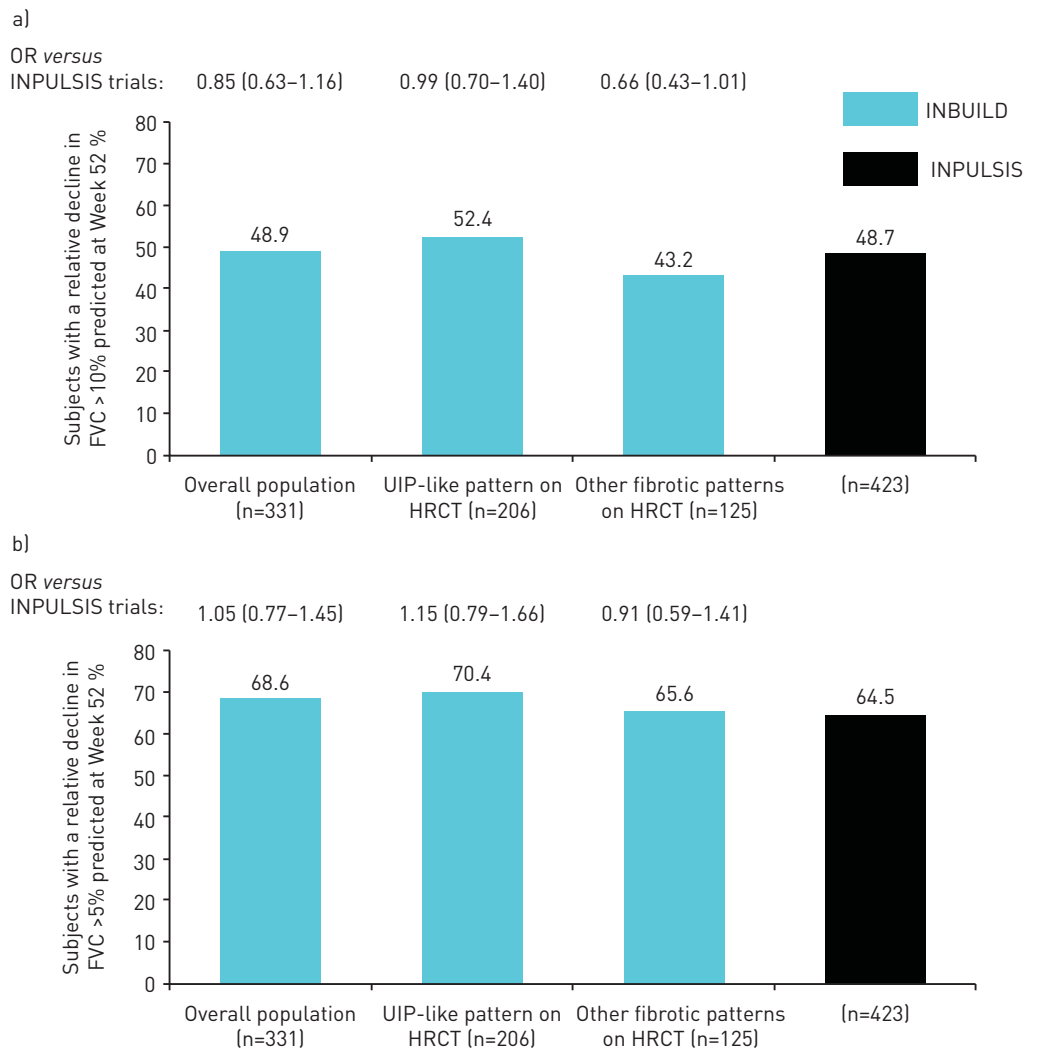 a)
OR versus
INPULSIS trials: 0.85 (0.63–1.16) 0.99 (0.70–1.40) 0.66 (0.43–1.01)
INBUILD
INPULSIS
Subjects with a relative decline in
FVC >10% predicted at Week 52 %
80
70
60
50
40
30
20
10
0
48.9
52.4
43.2
48.7
Overall population
(n=331)
UIP-like pattern on
HRCT (n=206)
Other fibrotic patterns
on HRCT (n=125)
(n=423)
b)
OR versus
INPULSIS trials: 1.05 (0.77–1.45) 1.15 (0.79–1.66) 0.91 (0.59–1.41)
Subjects with a relative decline in
FVC >5% predicted at Week 52 %
80
70
60
50
40
30
20
10
0
68.6
70.4
65.6
64.5
Overall population
(n=331)
UIP-like pattern on
HRCT (n=206)
Other fibrotic patterns
on HRCT (n=125)
(n=423)